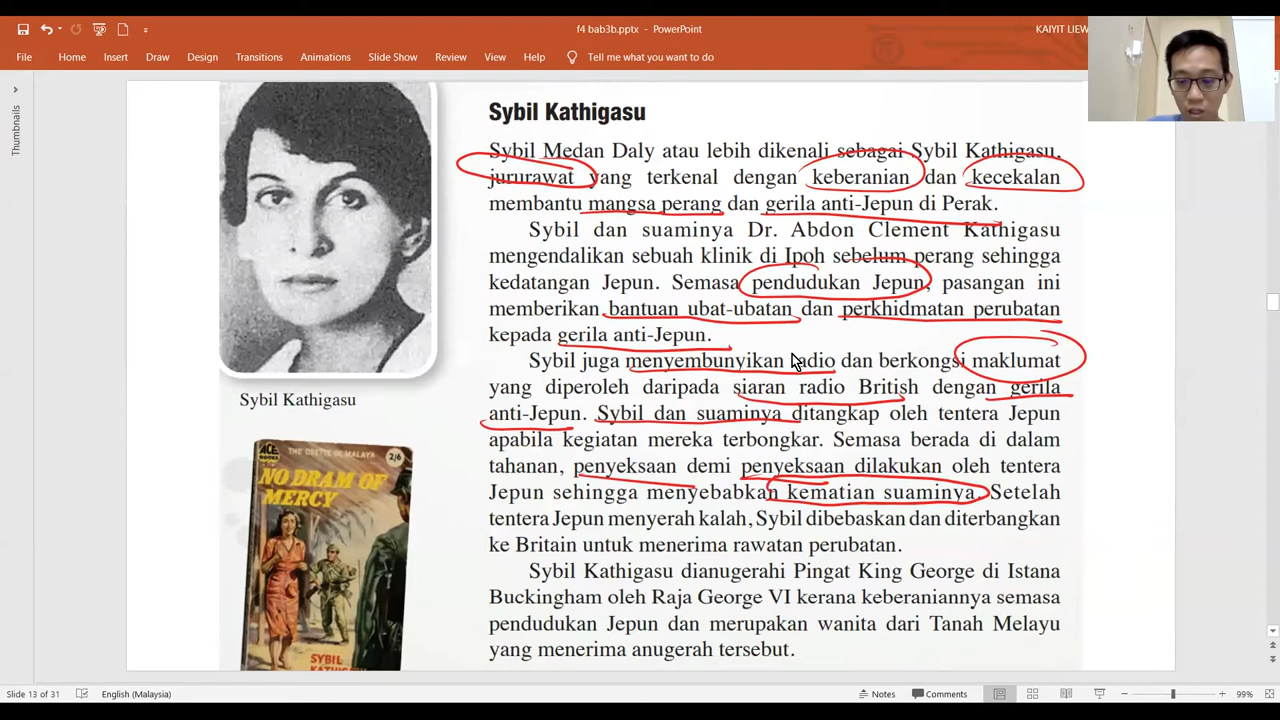 f4 bab3b.pptx - PowerPoint
KAIYIT LIEW
File Home Insert Draw Design Transitions Animations Slide Show Review View Help Tell me what you want to do
Thumbnails
Sybil Kathigasu
Sybil Medan Daly atau lebih dikenali sebagai Sybil Kathigasu,
jururawat yang terkenal dengan keberanian dan kecekalan
membantu mangsa perang dan gerila anti-Jepun di Perak.
Sybil dan suaminya Dr. Abdon Clement Kathigasu
mengendalikan sebuah klinik di Ipoh sebelum perang sehingga
kedatangan Jepun. Semasa pendudukan Jepun, pasangan ini
memberikan bantuan ubat-ubatan dan perkhidmatan perubatan
kepada gerila anti-Jepun.
Sybil juga menyembunyikan radio dan berkongsi maklumat
yang diperoleh daripada siaran radio British dengan gerila
anti-Jepun. Sybil dan suaminya ditangkap oleh tentera Jepun
apabila kegiatan mereka terbongkar. Semasa berada di dalam
tahanan, penyeksaan demi penyeksaan dilakukan oleh tentera
Jepun sehingga menyebabkan kematian suaminya. Setelah
tentera Jepun menyerah kalah, Sybil dibebaskan dan diterbangkan
ke Britain untuk menerima rawatan perubatan.
Sybil Kathigasu dianugerahi Pingat King George di Istana
Buckingham oleh Raja George VI kerana keberaniannya semasa
pendudukan Jepun dan merupakan wanita dari Tanah Melayu
yang menerima anugerah tersebut.
Sybil Kathigasu
ACE
BOOKS
THE ODETTE OF MALAYA
2/6
NO DRAM OF
MERCY
SYBIL
Slide 13 of 31 English (Malaysia) Notes Comments 99%